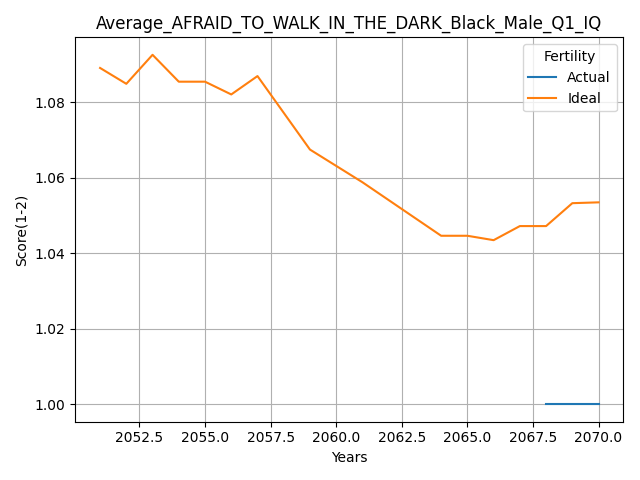 Average_AFRAID_TO_WALK_IN_THE_DARK_Black_Male_Q1_IQ
Fertility
Actual
Ideal
1.08
1.06
1.04
1.02
1.00
Score(1-2)
2052.5 2055.0 2057.5 2060.0 2062.5 2065.0 2067.5 2070.0
Years